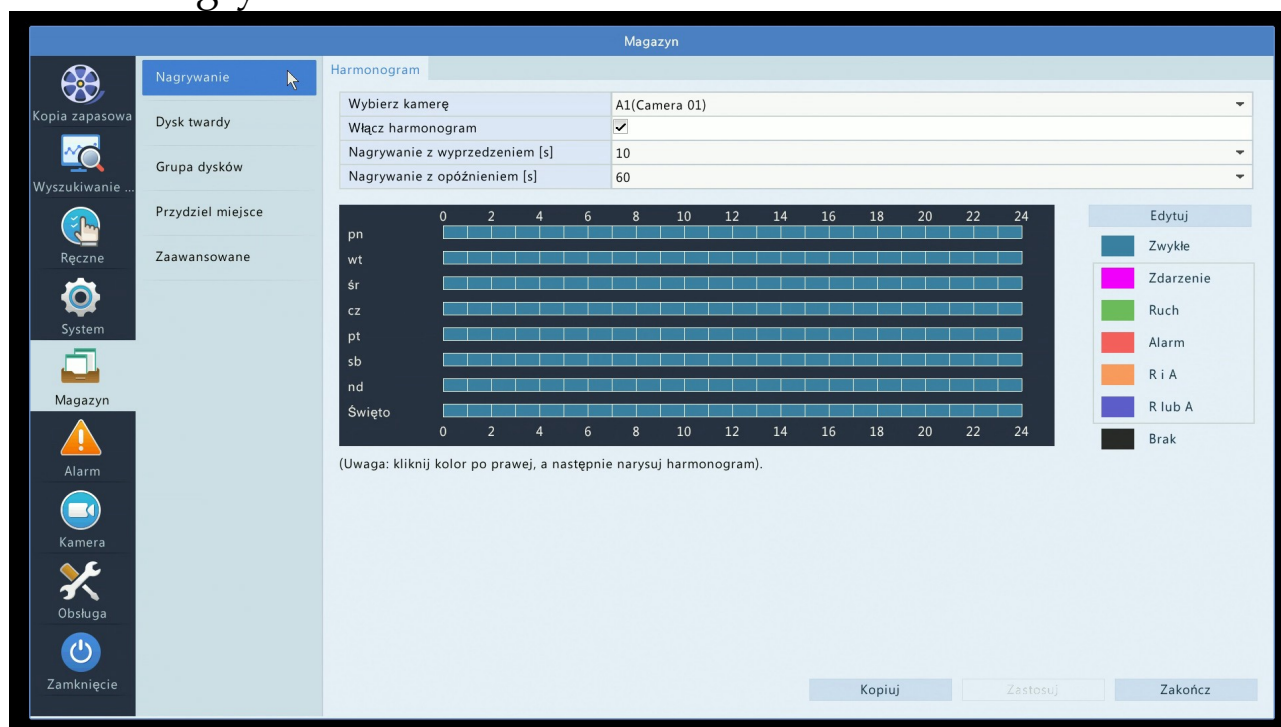 Magazyn
Kopia zapasowa
Wyszukiwanie ...
Ręczne
System
Magazyn
Alarm
Kamera
Obsługa
Zamknięcie
Nagrywanie
Dysk twardy
Grupa dysków
Przydziel miejsce
Zaawansowane
Harmonogram
Wybierz kamerę A1(Camera 01)
Włącz harmonogram
Nagrywanie z wyprzedzeniem [s] 10
Nagrywanie z opóźnieniem [s] 60
0 2 4 6 8 10 12 14 16 18 20 22 24
pn
wt
śr
cz
pt
sb
nd
Święto
0 2 4 6 8 10 12 14 16 18 20 22 24
Edytuj
Zwykłe
Zdarzenie
Ruch
Alarm
R i A
R lub A
Brak
(Uwaga: kliknij kolor po prawej, a następnie narysuj harmonogram).
Kopiuj Zastosuj Zakończ